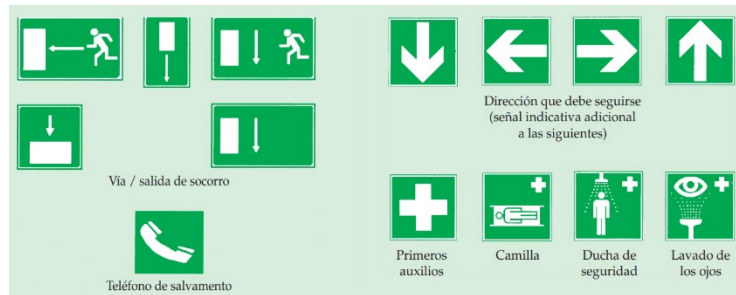 Vía / salida de socorro
Teléfono de salvamento
Dirección que debe seguirse
(señal indicativa adicional
a las siguientes)
Primeros
auxilios
Camilla
Ducha de
seguridad
Lavado de
los ojos